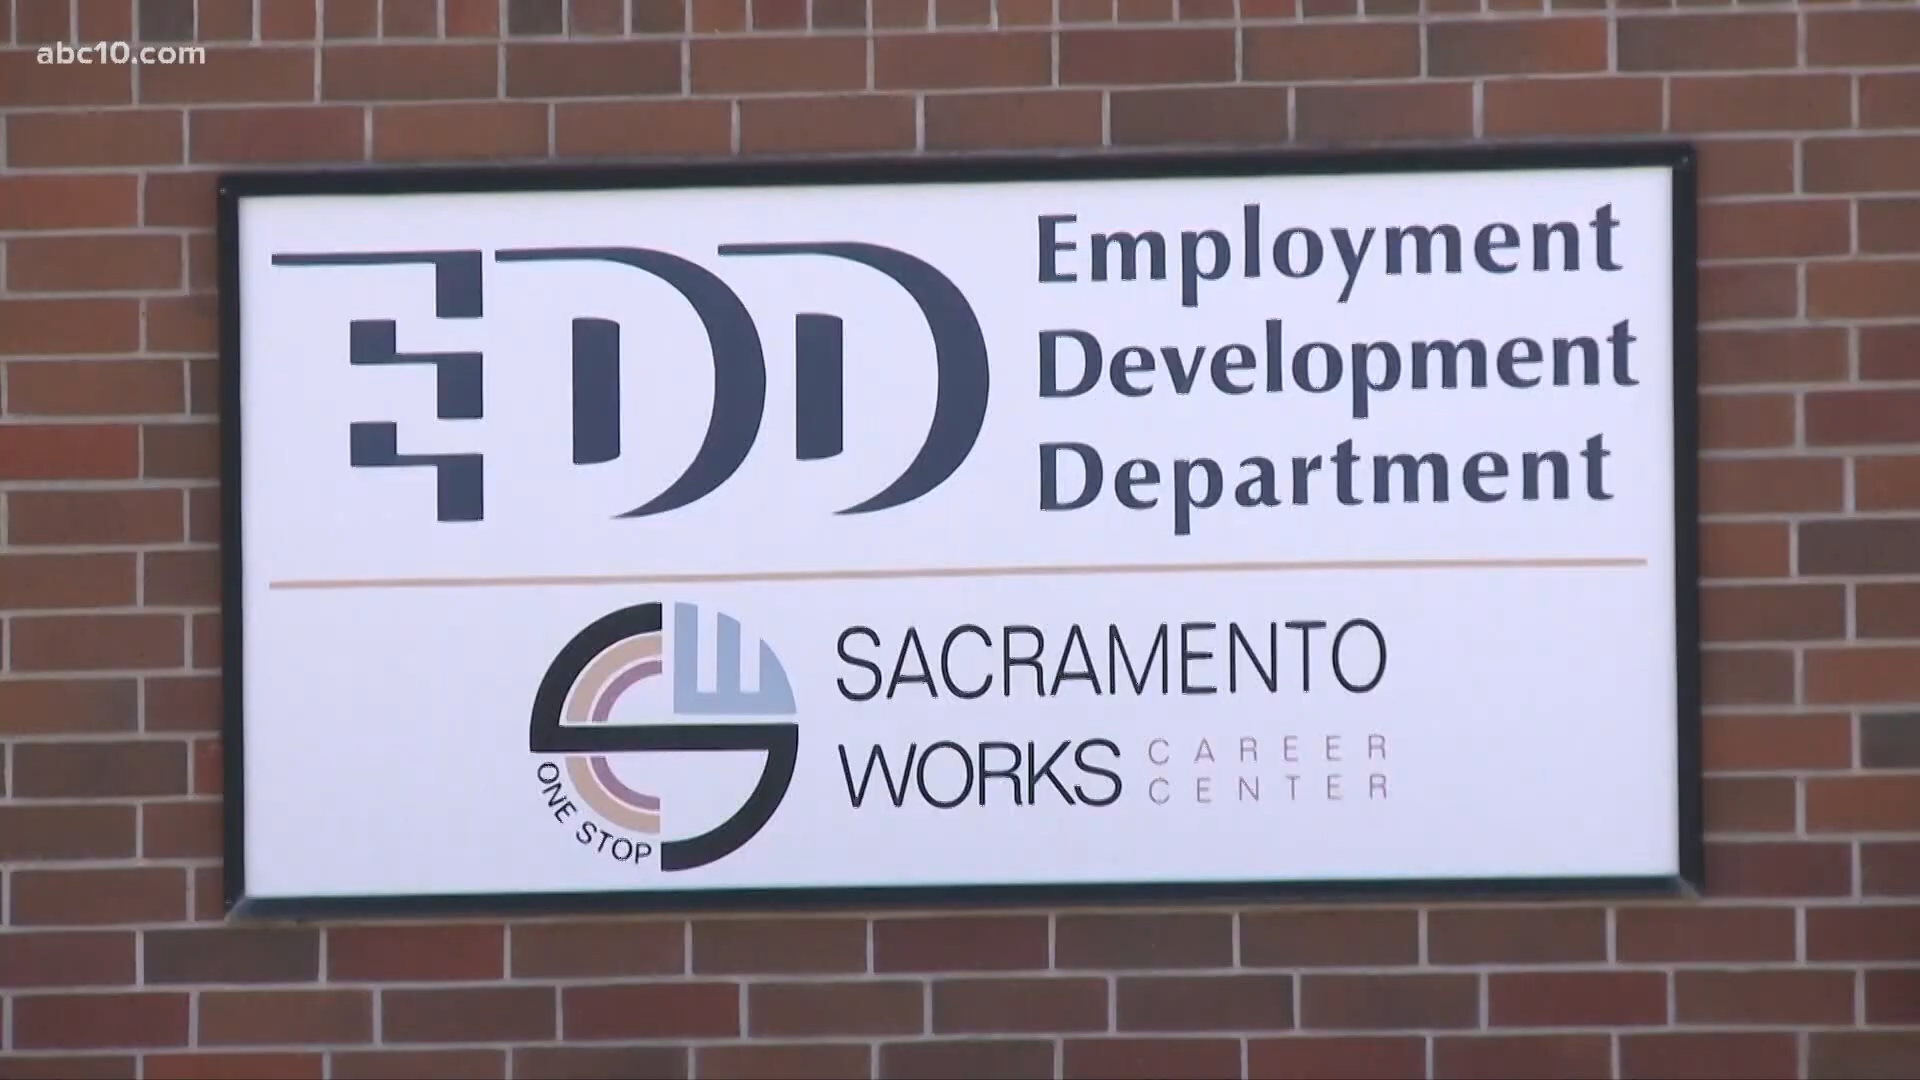 abc10.com
EDD
Employment
Development
Department
ONE STOP
SACRAMENTO
WORKS
CAREER
CENTER